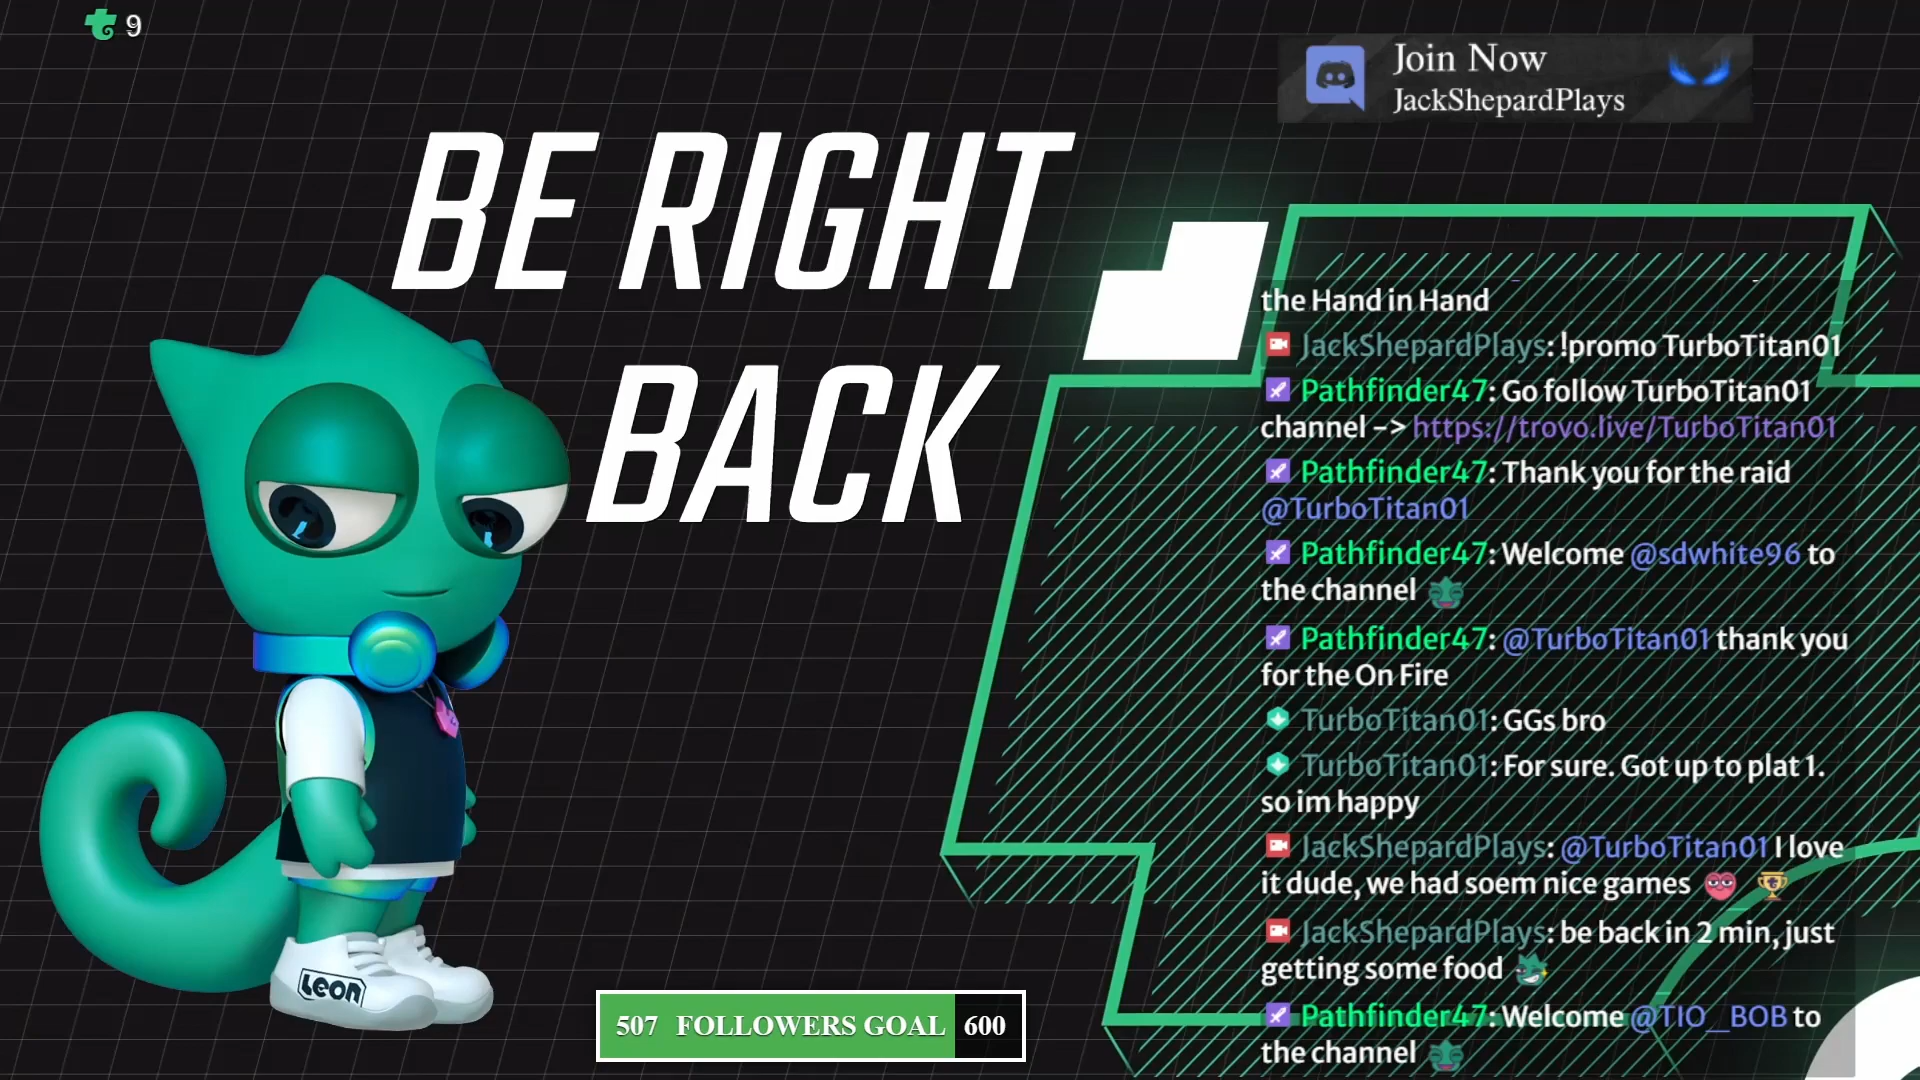 9
Join Now
JackShepardPlays
BE RIGHT
BACK
the Hand in Hand
JackShepardPlays: !promo TurboTitan01
Pathfinder47: Go follow TurboTitan01
channel -> https://trovo.live/TurboTitan01
Pathfinder47: Thank you for the raid
@TurboTitan01
Pathfinder47: Welcome @sdwhite96 to
the channel
Pathfinder47: @TurboTitan01 thank you
for the On Fire
TurboTitan01: GGs bro
TurboTitan01: For sure. Got up to plat 1.
so im happy
JackShepardPlays: @TurboTitan01 I love
it dude, we had soem nice games
JackShepardPlays: be back in 2 min, just
getting some food
Pathfinder47: Welcome @TIO__BOB to
the channel
Leon
507 FOLLOWERS GOAL 600